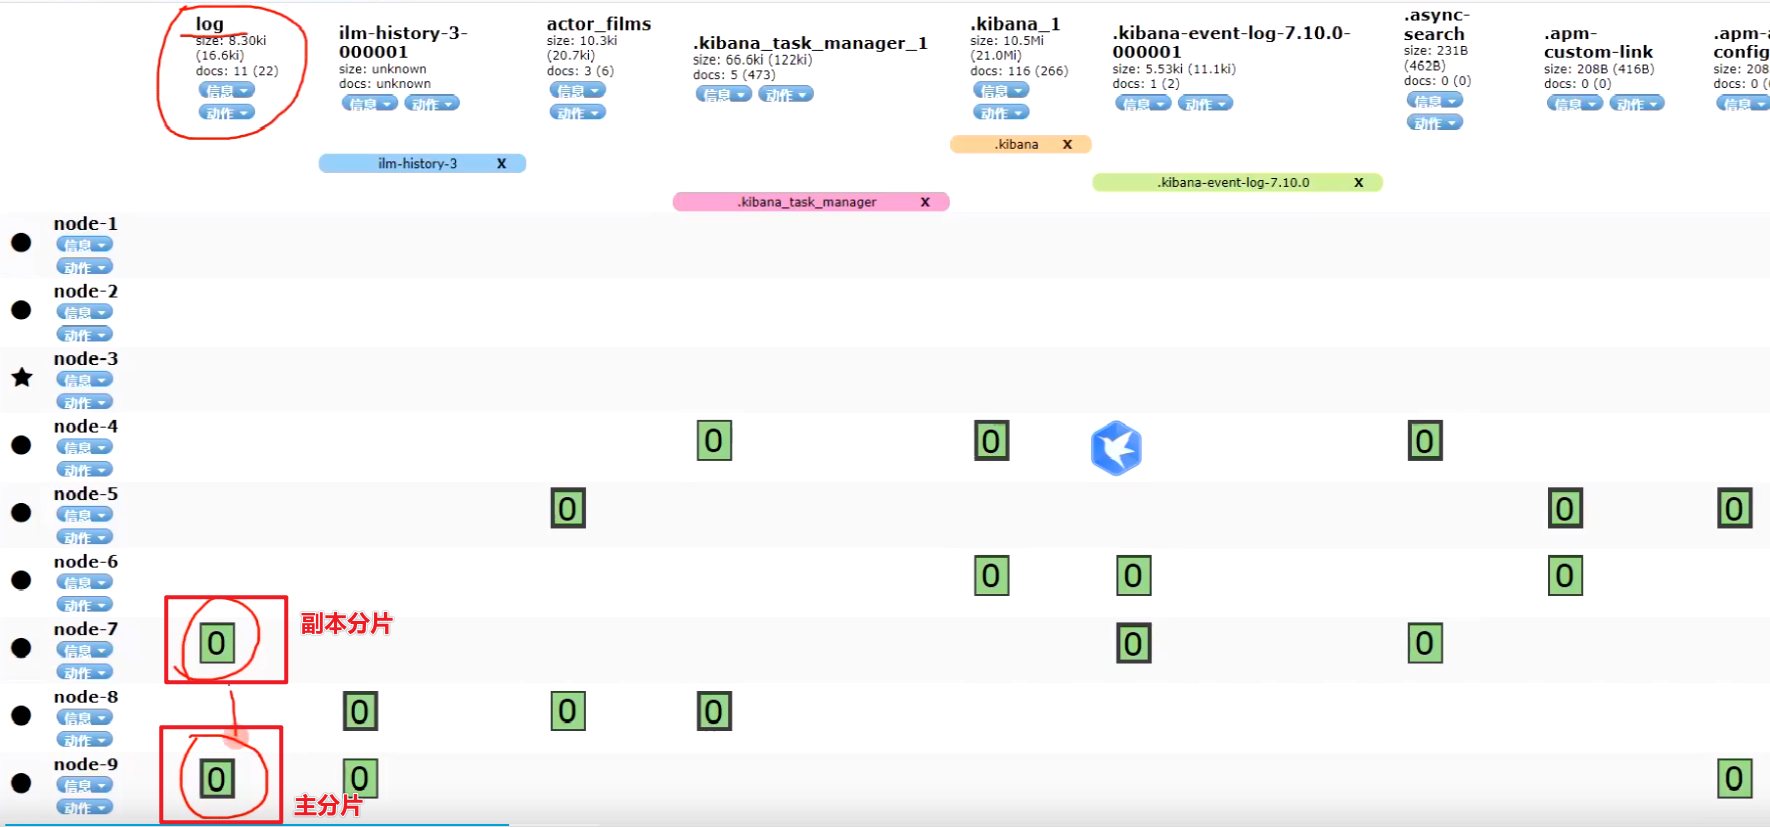 log
size: 8.30ki
(16.6ki)
docs: 11 (22)
信息
动作
ilm-history-3-
000001
size: unknown
docs: unknown
信息 动作
actor_films
size: 10.3ki
(20.7ki)
docs: 3 (6)
信息
动作
.kibana_task_manager_1
size: 66.6ki (122ki)
docs: 5 (473)
信息 动作
.kibana_1
size: 10.5Mi
(21.0Mi)
docs: 116 (266)
信息
动作
.kibana-event-log-7.10.0-
000001
size: 5.53ki (11.1ki)
docs: 1 (2)
信息 动作
.async-
search
size: 231B
(462B)
docs: 0 (0)
信息
动作
.apm-
custom-link
size: 208B (416B)
docs: 0 (0)
信息 动作
.apm-
config
size: 208
docs: 0
信息
.kibana X
ilm-history-3 X
.kibana-event-log-7.10.0 X
.kibana_task_manager X
node-1
信息
动作
node-2
信息
动作
node-3
信息
动作
node-4
信息
动作
0 0 0
node-5
信息
动作
0 0 0
node-6
信息
动作
0 0 0
node-7
信息
动作
0 副本分片 0 0
node-8
信息
动作
0 0 0
node-9
信息
动作
0 主分片 0 0